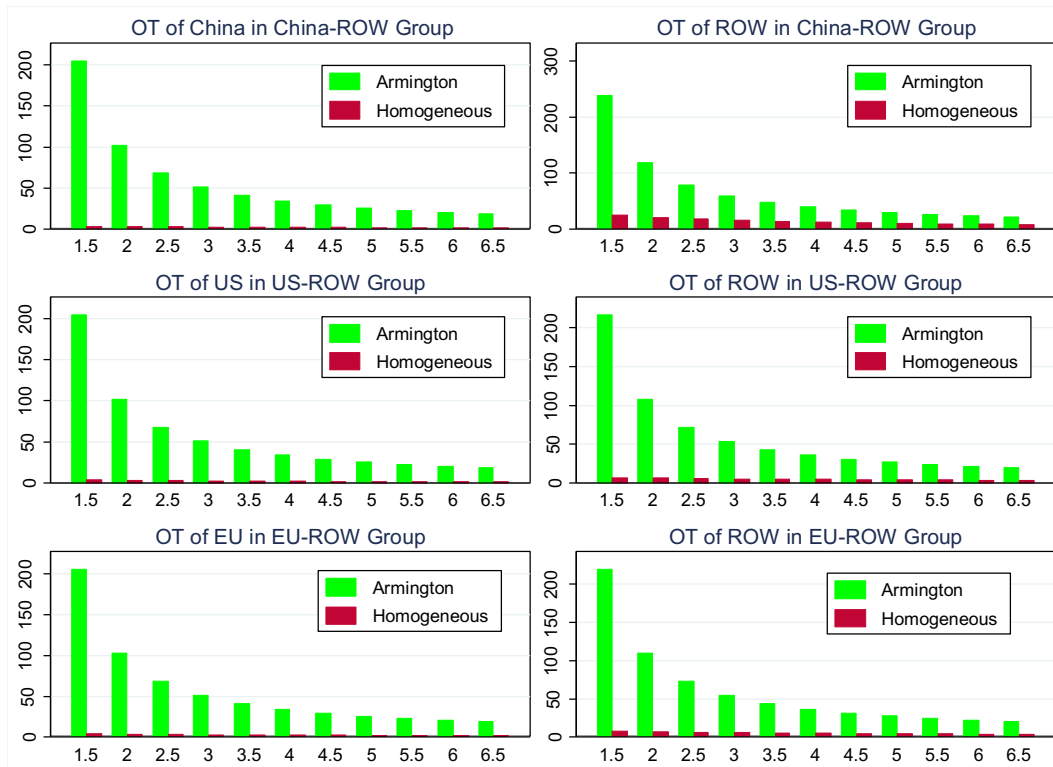 OT of China in China-ROW Group
200
150
100
50
0
Armington
Homogeneous
1.5 2 2.5 3 3.5 4 4.5 5 5.5 6 6.5
OT of ROW in China-ROW Group
300
200
100
0
Armington
Homogeneous
1.5 2 2.5 3 3.5 4 4.5 5 5.5 6 6.5
OT of US in US-ROW Group
200
150
100
50
0
Armington
Homogeneous
1.5 2 2.5 3 3.5 4 4.5 5 5.5 6 6.5
OT of ROW in US-ROW Group
200
150
100
50
0
Armington
Homogeneous
1.5 2 2.5 3 3.5 4 4.5 5 5.5 6 6.5
OT of EU in EU-ROW Group
200
150
100
50
0
Armington
Homogeneous
1.5 2 2.5 3 3.5 4 4.5 5 5.5 6 6.5
OT of ROW in EU-ROW Group
200
150
100
50
0
Armington
Homogeneous
1.5 2 2.5 3 3.5 4 4.5 5 5.5 6 6.5